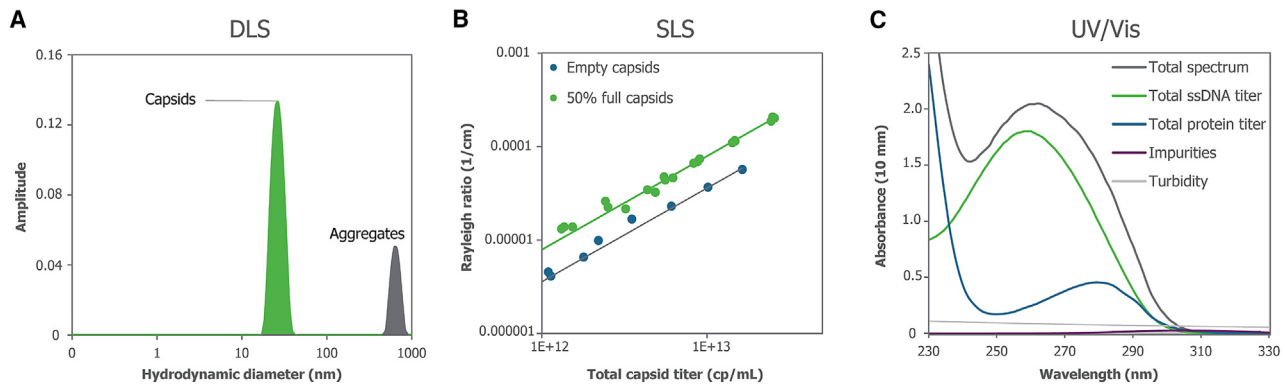 A
DLS
0.16
0.12
0.08
0.04
0
Amplitude
Capsids
Aggregates
0
1
10
100
1000
Hydrodynamic diameter (nm)
B
SLS
0.001
0.0001
0.00001
0.000001
Rayleigh ratio (1/cm)
Empty capsids
50% full capsids
1E+12
1E+13
Total capsid titer (cp/mL)
C
UV/Vis
2.5
2.0
1.5
1.0
0.5
0
Absorbance (10 mm)
Total spectrum
Total ssDNA titer
Total protein titer
Impurities
Turbidity
230
250
270
290
310
330
Wavelength (nm)